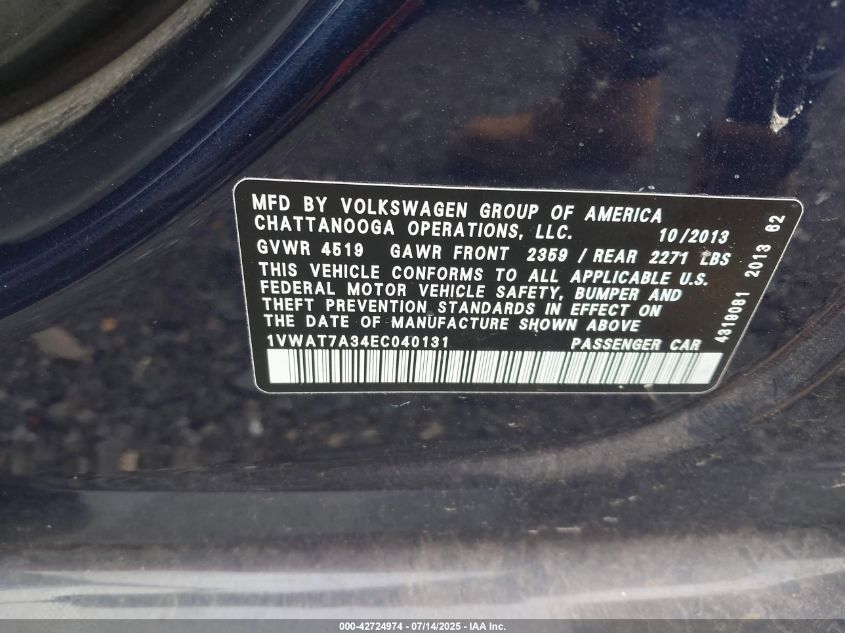 MFD BY VOLKSWAGEN GROUP OF AMERICA
CHATTANOOGA OPERATIONS, LLC. 10/2013
GVWR 4519 GAWR FRONT 2359 / REAR 2271 LBS
THIS VEHICLE CONFORMS TO ALL APPLICABLE U.S.
FEDERAL MOTOR VEHICLE SAFETY, BUMPER AND
THEFT PREVENTION STANDARDS IN EFFECT ON
THE DATE OF MANUFACTURE SHOWN ABOVE
1VWAT7A34EC040131 PASSENGER CAR
4319081 2013 62
000-42724974 - 07/14/2025 - IAA Inc.